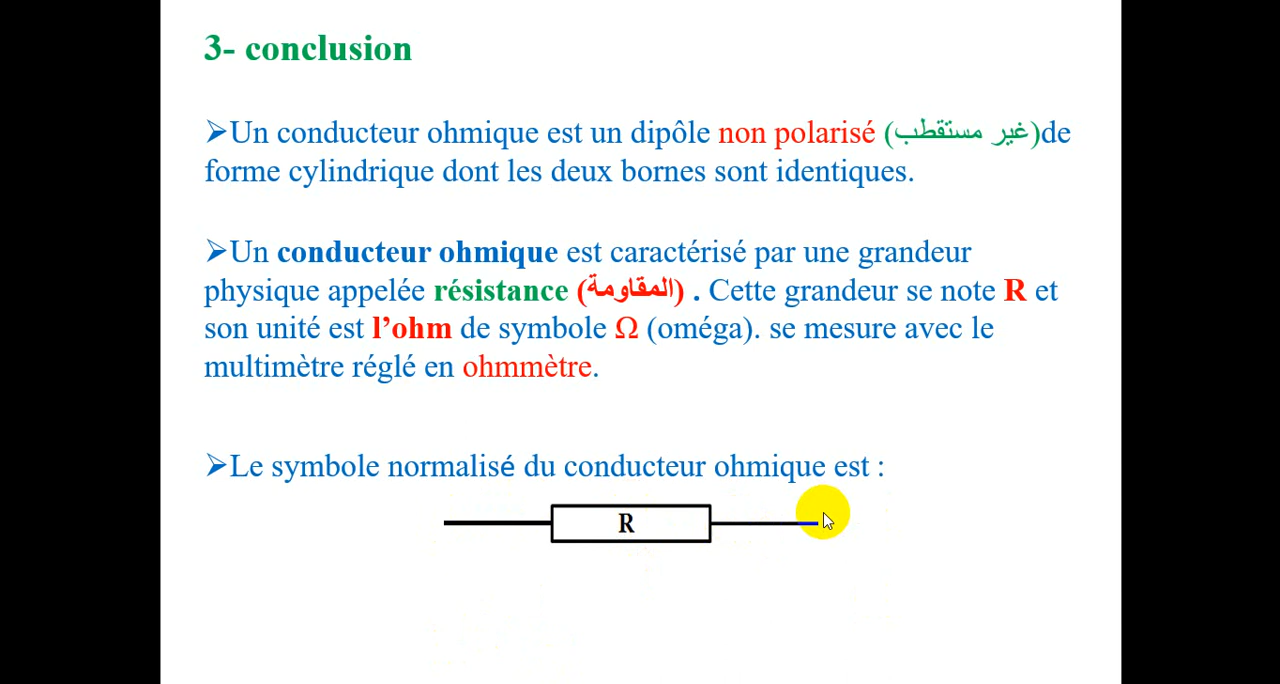 3- conclusion
➢Un conducteur ohmique est un dipôle non polarisé (غير مستقطب)de
forme cylindrique dont les deux bornes sont identiques.
➢Un conducteur ohmique est caractérisé par une grandeur
physique appelée résistance (المقاومة) . Cette grandeur se note R et
son unité est l’ohm de symbole Ω (oméga). se mesure avec le
multimètre réglé en ohmmètre.
➢Le symbole normalisé du conducteur ohmique est :
R